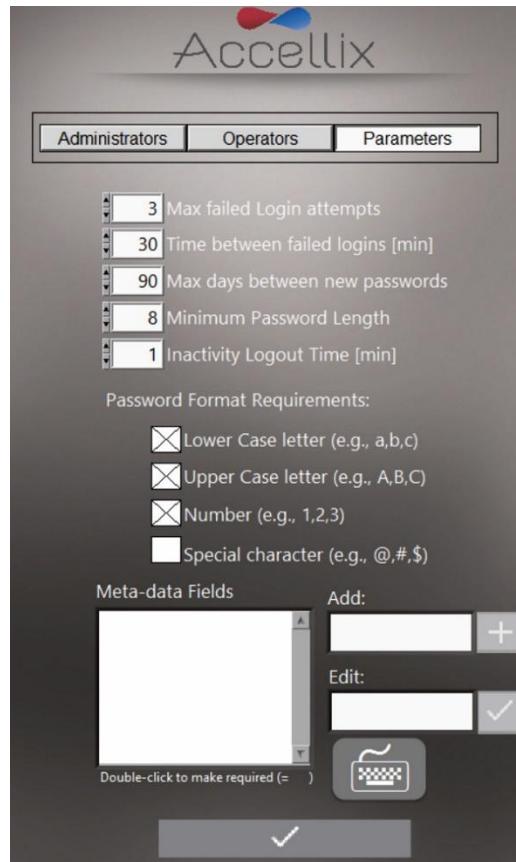 Accellix
Administrators Operators Parameters
3 Max failed Login attempts
30 Time between failed logins [min]
90 Max days between new passwords
8 Minimum Password Length
1 Inactivity Logout Time [min]
Password Format Requirements:
Lower Case letter (e.g., a,b,c)
Upper Case letter (e.g., A,B,C)
Number (e.g., 1,2,3)
Special character (e.g., @,#,$)
Meta-data Fields
Add:
Edit:
Double-click to make required (= )